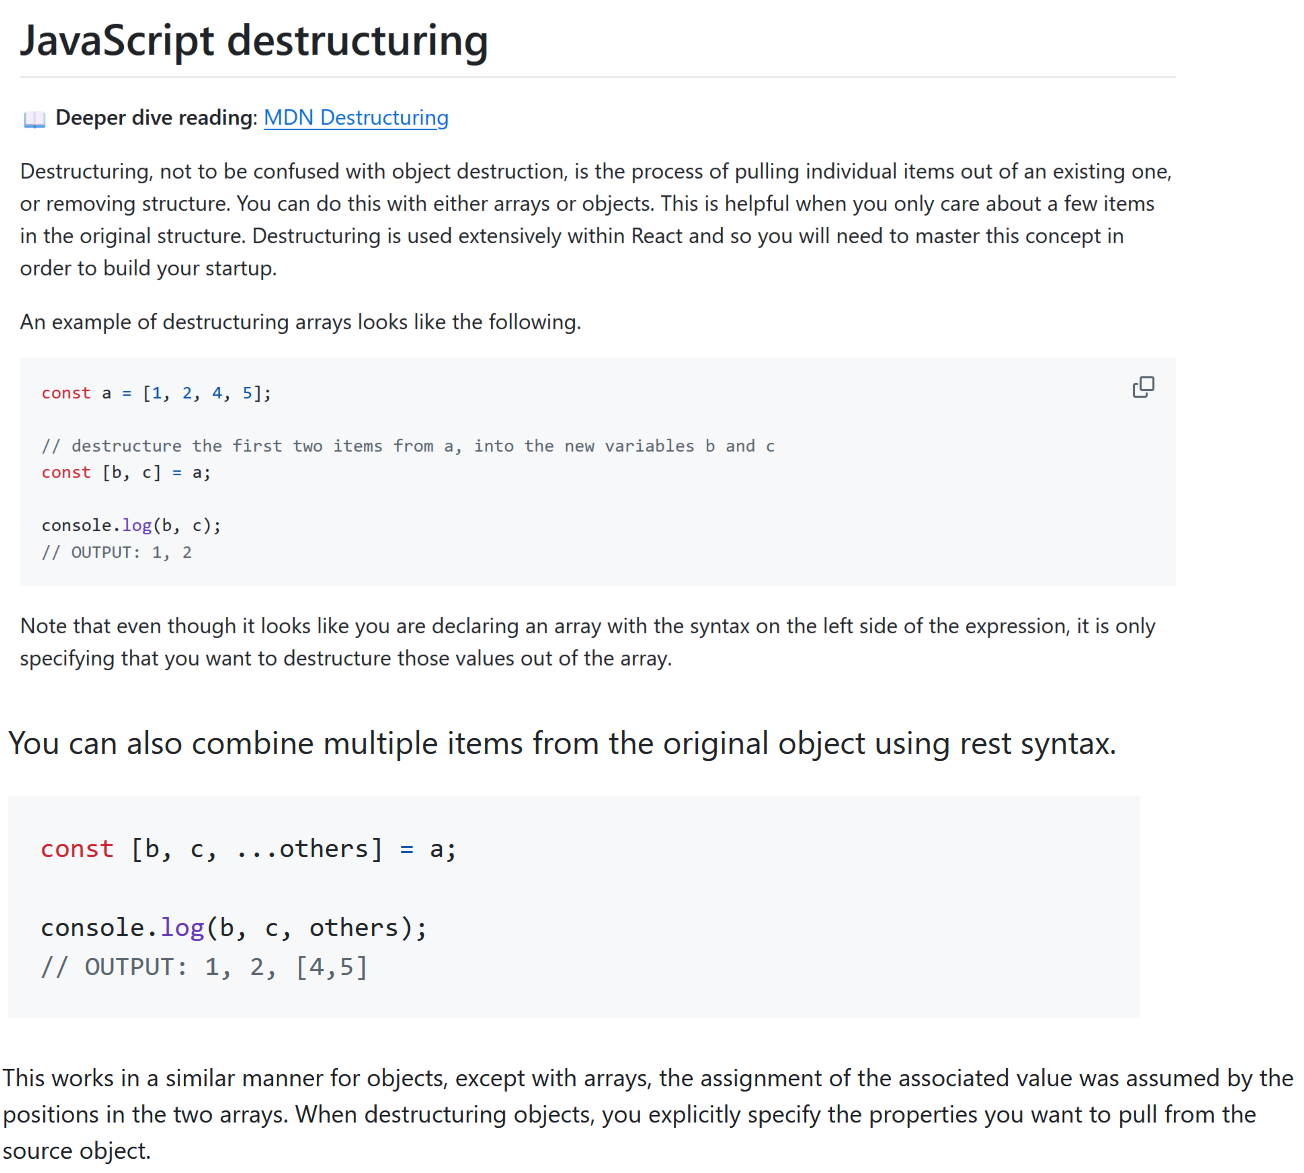 JavaScript destructuring
📖 Deeper dive reading: MDN Destructuring
Destructuring, not to be confused with object destruction, is the process of pulling individual items out of an existing one,
or removing structure. You can do this with either arrays or objects. This is helpful when you only care about a few items
in the original structure. Destructuring is used extensively within React and so you will need to master this concept in
order to build your startup.
An example of destructuring arrays looks like the following.
const a = [1, 2, 4, 5];
// destructure the first two items from a, into the new variables b and c
const [b, c] = a;
console.log(b, c);
// OUTPUT: 1, 2
Note that even though it looks like you are declaring an array with the syntax on the left side of the expression, it is only
specifying that you want to destructure those values out of the array.
You can also combine multiple items from the original object using rest syntax.
const [b, c, ...others] = a;
console.log(b, c, others);
// OUTPUT: 1, 2, [4,5]
This works in a similar manner for objects, except with arrays, the assignment of the associated value was assumed by the
positions in the two arrays. When destructuring objects, you explicitly specify the properties you want to pull from the
source object.